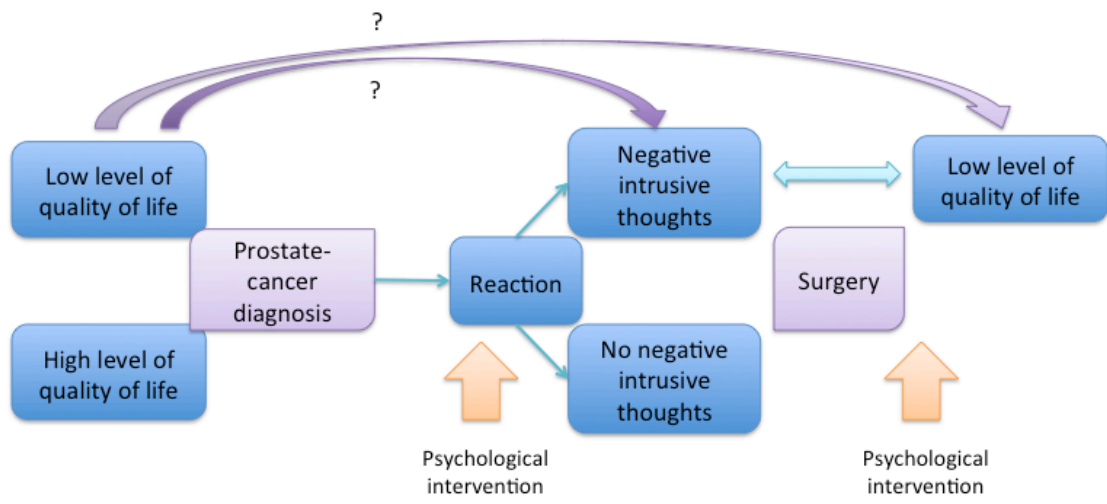 ?
?
Low level of
quality of life
Prostate-
cancer
diagnosis
High level of
quality of life
Reaction
Negative
intrusive
thoughts
No negative
intrusive
thoughts
Surgery
Low level of
quality of life
Psychological
intervention
Psychological
intervention